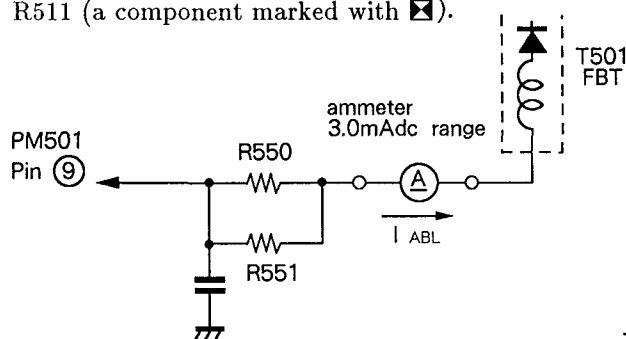 R511 (a component marked with ).
T501
FBT
ammeter
3.0mAdc range
PM501
Pin ⑨
R550
A
I ABL
R551